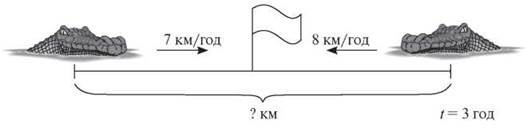 7 км/год 8 км/год
? км t = 3 год